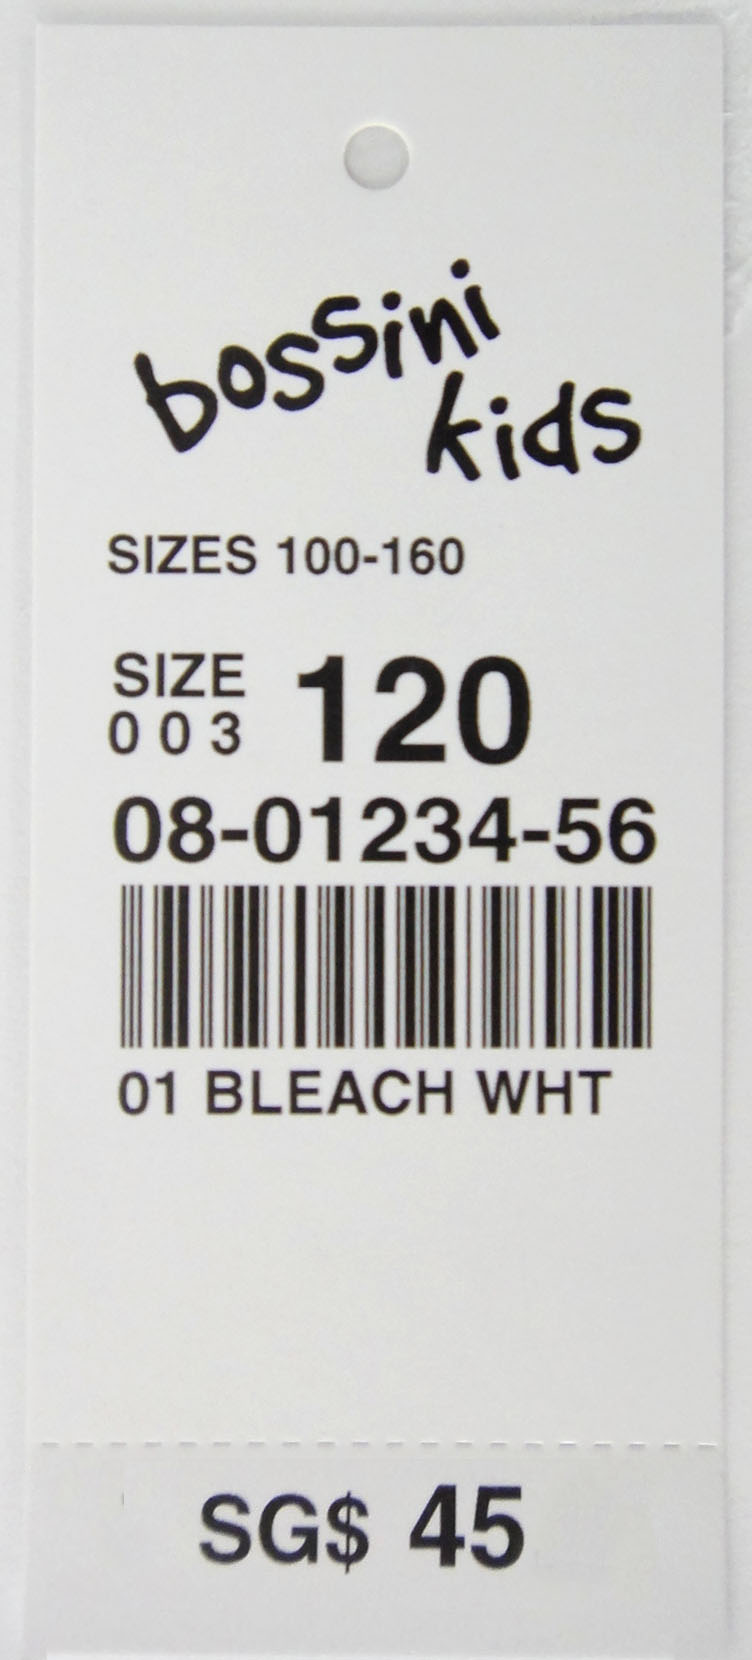 bossini
kids
SIZES 100-160
SIZE 120
0 0 3
08-01234-56
01 BLEACH WHT
SG$ 45